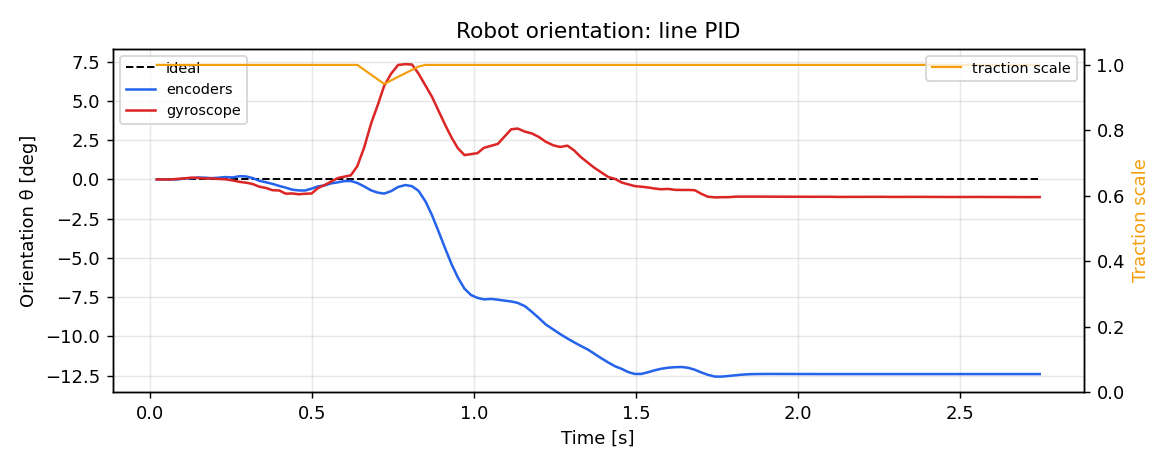 Robot orientation: line PID
ideal
encoders
gyroscope
traction scale
Orientation θ [deg]
7.5
5.0
2.5
0.0
−2.5
−5.0
−7.5
−10.0
−12.5
1.0
0.8
0.6
0.4
0.2
0.0
Traction scale
0.0 0.5 1.0 1.5 2.0 2.5
Time [s]